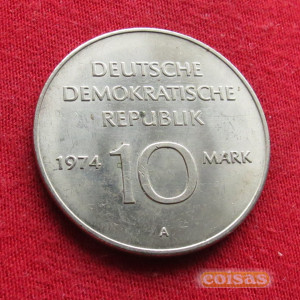 DEUTSCHE
DEMOKRATISCHE
REPUBLIK
1974 10 MARK
A
coisas